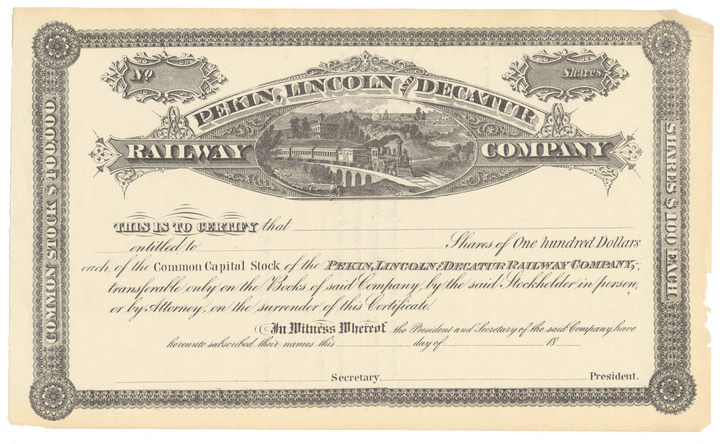 Nº
Shares
PEKIN, LINCOLN AND DECATUR
RAILWAY COMPANY
COMMON STOCK $400,000.
SHARES $100 EACH.
THIS IS TO CERTIFY that
entitled to Shares of One hundred Dollars
each, of the Common Capital Stock of the PEKIN, LINCOLN AND DECATUR RAILWAY COMPANY,
transferable only on the Books of said Company, by the said Stockholder in person,
or by Attorney, on the surrender of this Certificate.
In Witness Whereof the President and Secretary of the said Company have
hereunto subscribed their names this day of 18
Secretary. President.